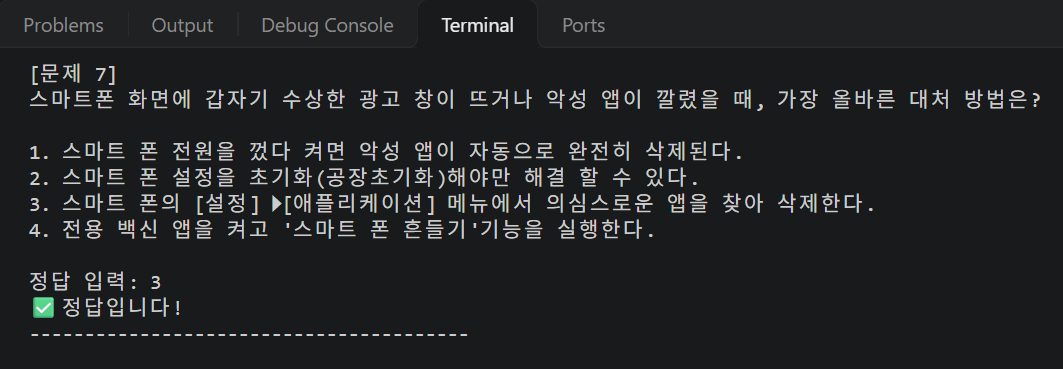 Problems
Output
Debug Console
Terminal
Ports
[문제 7]
스마트폰 화면에 갑자기 수상한 광고 창이 뜨거나 악성 앱이 깔렸을 때, 가장 올바른 대처 방법은?
1. 스마트 폰 전원을 껐다 켜면 악성 앱이 자동으로 완전히 삭제된다.
2. 스마트 폰 설정을 초기화(공장초기화)해야만 해결 할 수 있다.
3. 스마트 폰의 [설정] ▶[애플리케이션] 메뉴에서 의심스로운 앱을 찾아 삭제한다.
4. 전용 백신 앱을 켜고 '스마트 폰 흔들기'기능을 실행한다.
정답 입력: 3
✅ 정답입니다!
----------------------------------------